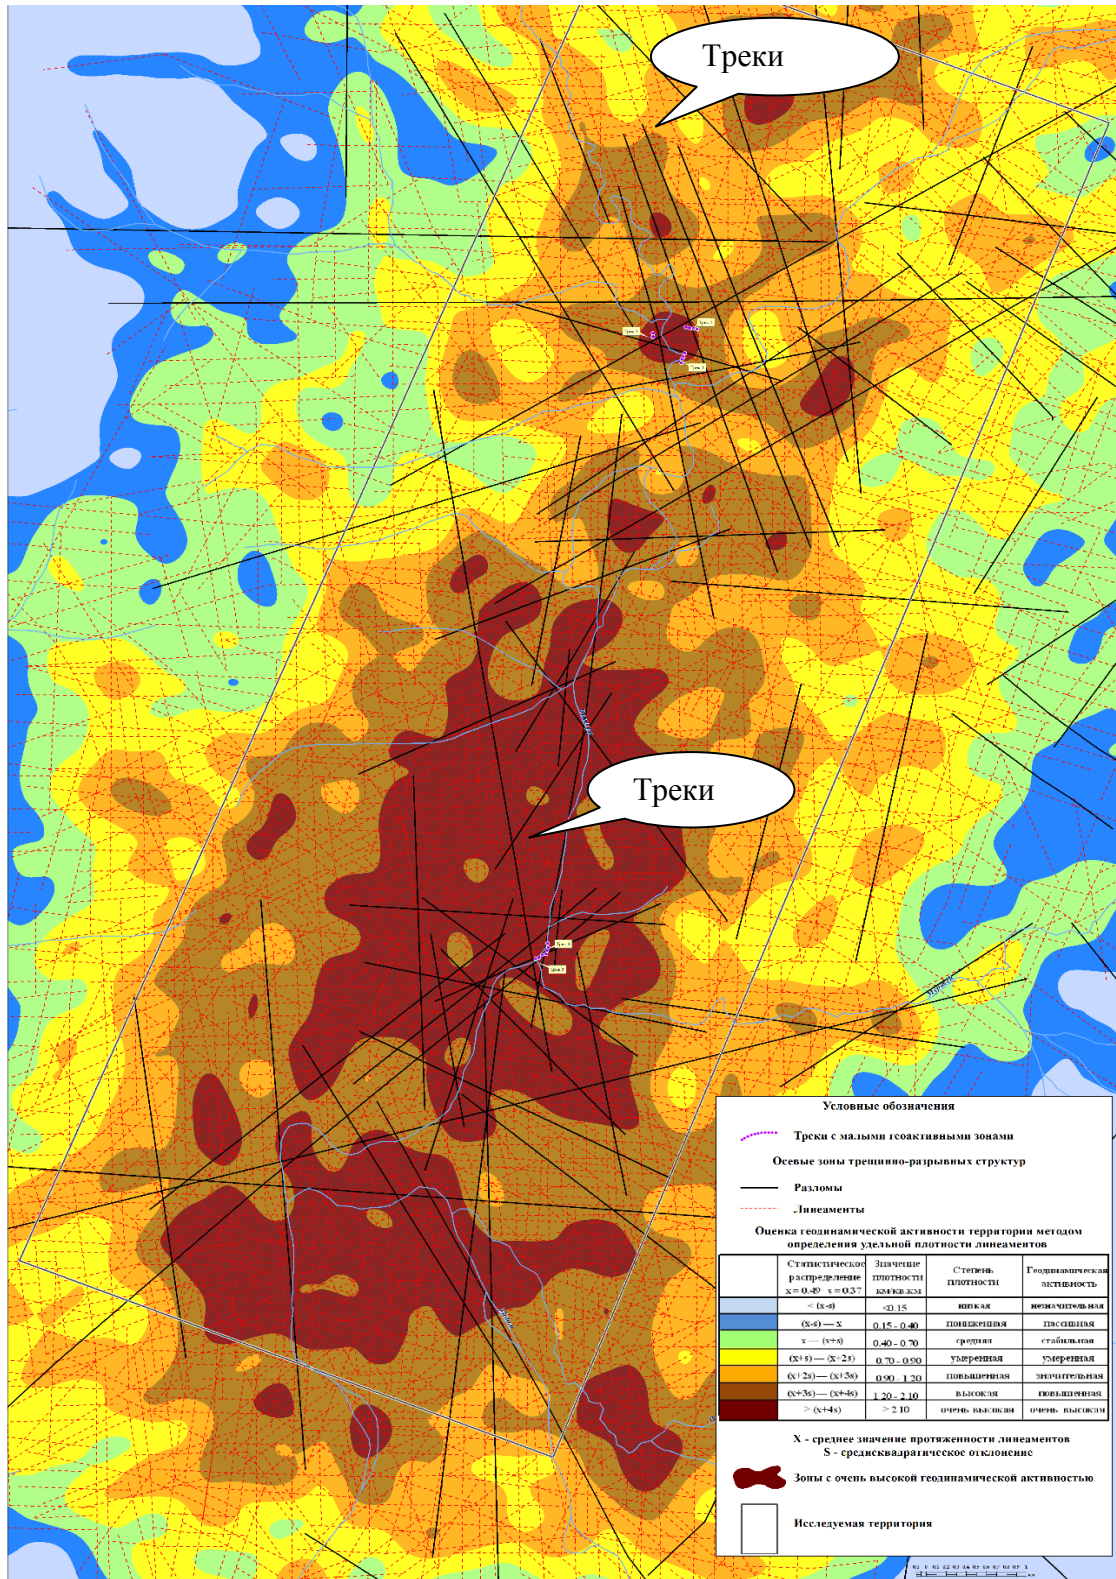 Треки
Треки
Условные обозначения
Треки с малыми геоактивными зонами
Осевые зоны трещинно-разрывных структур
Разломы
Линеаменты
Оценка геодинамической активности территории методом
определения удельной плотности линеаментов
Статистическое распределение x = 0.49 s = 0.37 Значение плотности км/кв.км Степень плотности Геодинамическая активность
< (x-s) <0.15 низкая незначительная
(x-s) — x 0.15 - 0.40 пониженная пассивная
x — (x+s) 0.40 - 0.70 средняя стабильная
(x+s) — (x+2s) 0.70 - 0.90 умеренная умеренная
(x+2s) — (x+3s) 0.90 - 1.20 повышенная значительная
(x+3s) — (x+4s) 1.20 - 2.10 высокая повышенная
> (x+4s) > 2.10 очень высокая очень высокая
X - среднее значение протяженности линеаментов
S - среднеквадратическое отклонение
Зоны с очень высокой геодинамической активностью
Исследуемая территория